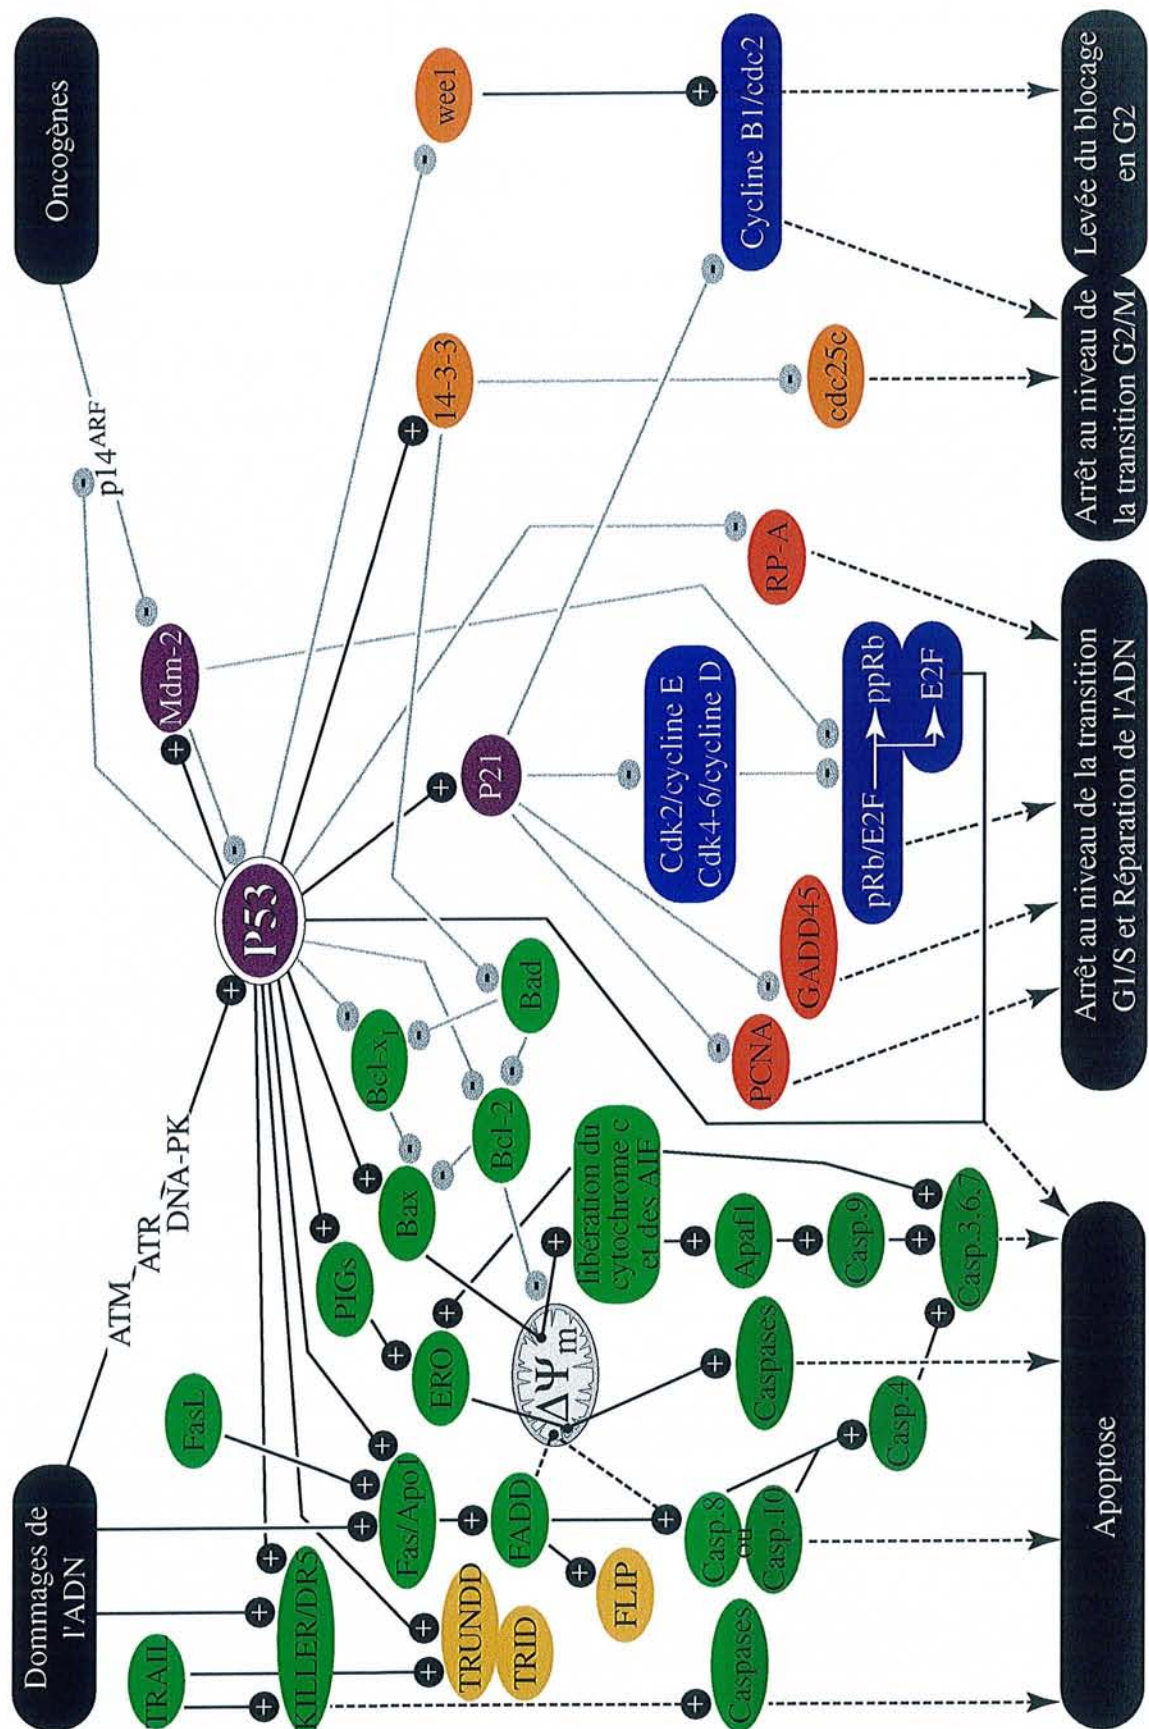 Dommages de
l'ADN
Oncogènes
ATM
ATR
DNA-PK
p14ARF
TRAIL
FasL
Mdm-2
P53
KILLER/DR5
Fas/Apo1
PIGs
Bax
Bcl-xl
wee1
14-3-3
TRUNDD
TRID
FADD
ERO
Bcl-2
Bad
P21
FLIP
ΔΨm
libération du
cytochrome c
et des AIF
Cdk2/cycline E
Cdk4-6/cycline D
RP-A
Cycline B1/cdc2
Caspases
Casp.8
ou
Casp.10
Caspases
Apaf1
PCNA
GADD45
cdc25c
Casp.4
Casp.9
Casp.3,6,7
pRb/E2F
ppRb
E2F
Apoptose
Arrêt au niveau de la transition
G1/S et Réparation de l'ADN
Arrêt au niveau de
la transition G2/M
Levée du blocage
en G2